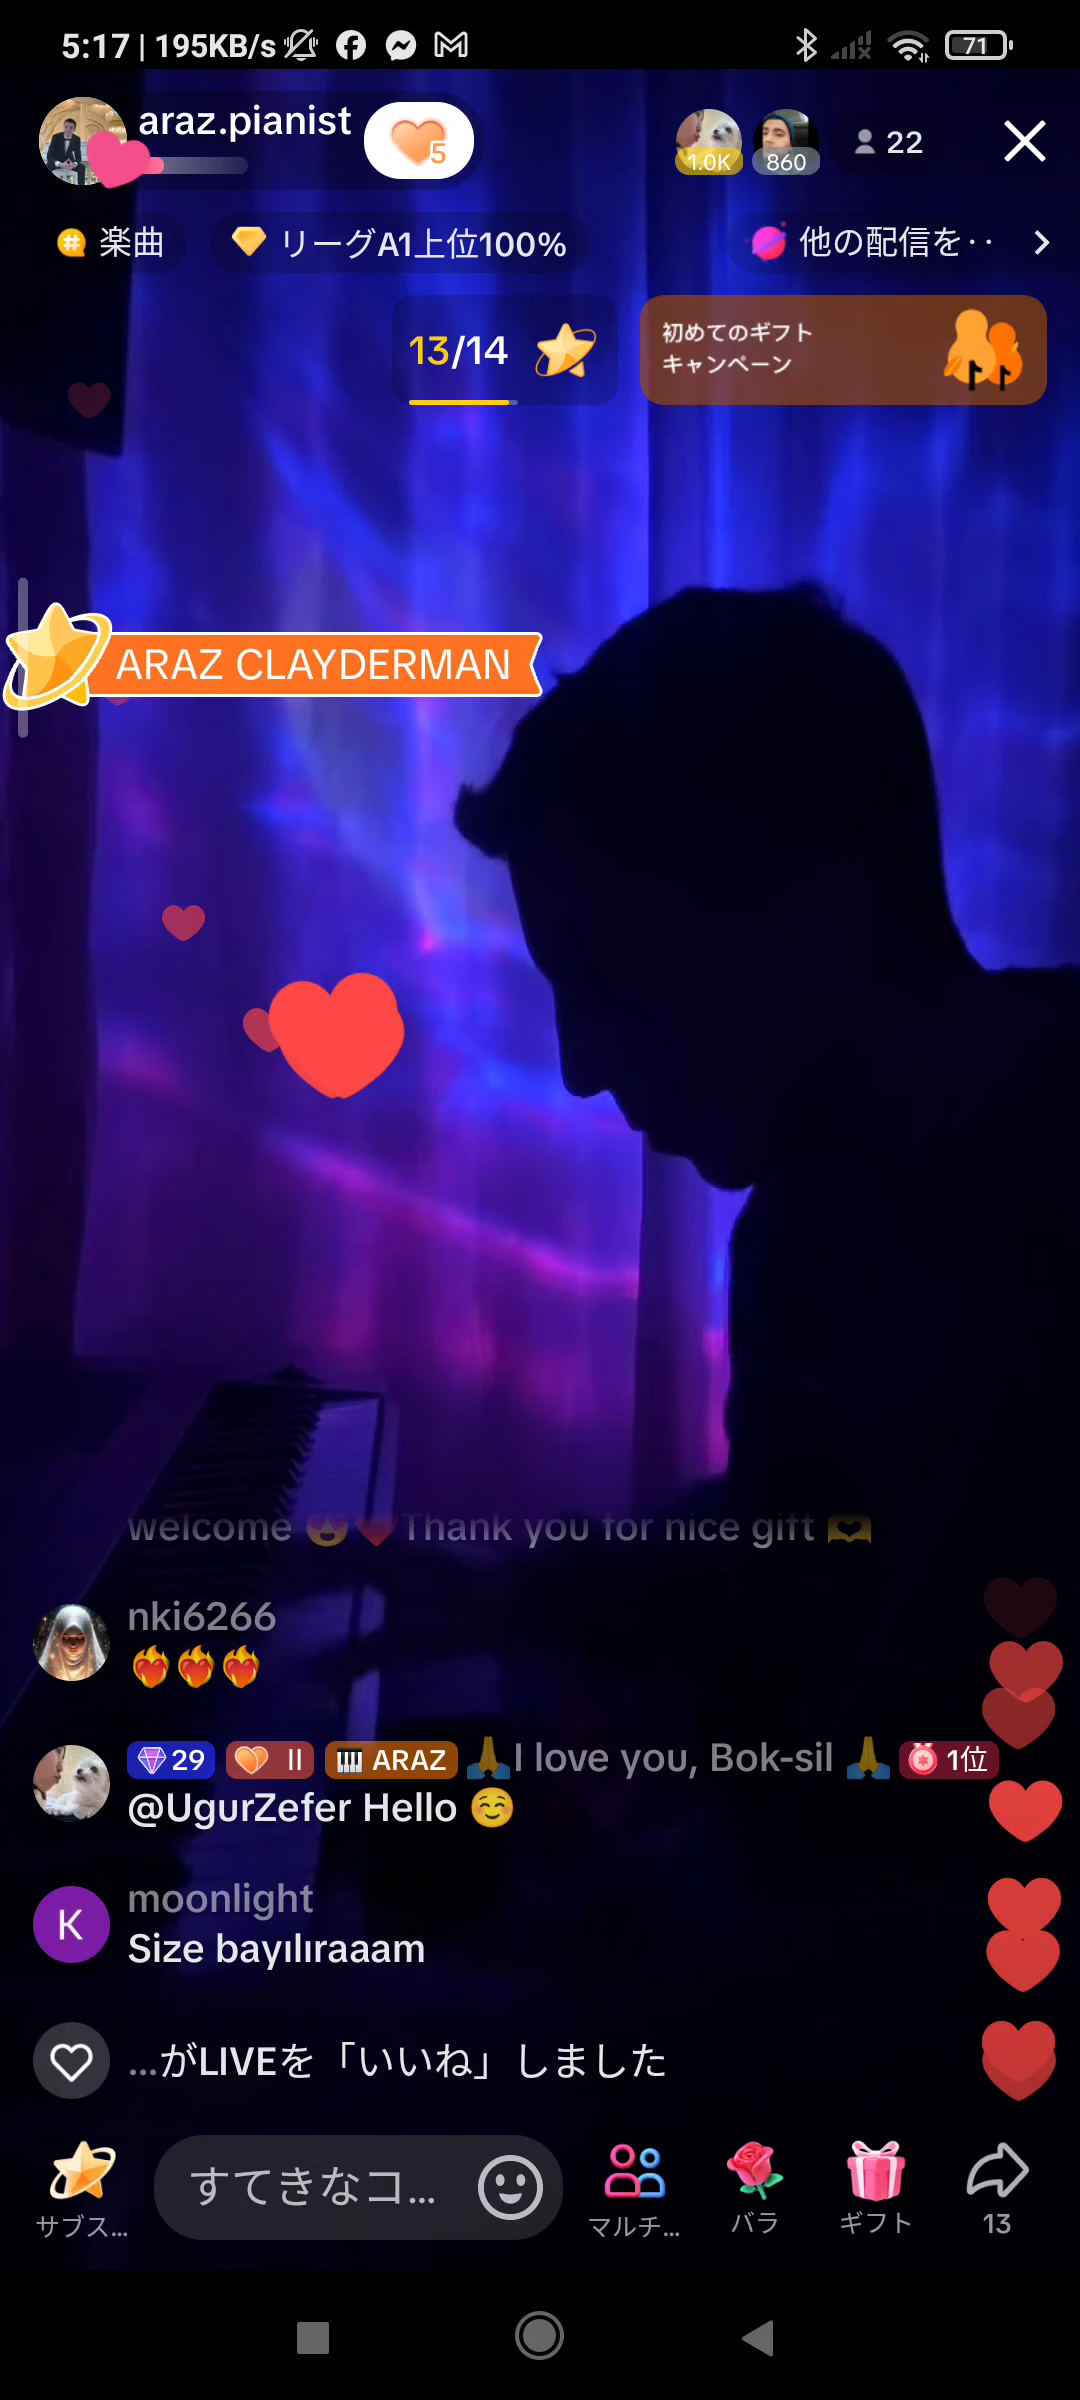 5:17 | 195KB/s
71
araz.pianist
5
1.0K
860
22
楽曲
リーグA1上位100%
他の配信を··
13/14
初めてのギフト
キャンペーン
ARAZ CLAYDERMAN
welcome 😍❤️Thank you for nice gift 🫶
nki6266
❤️‍🔥❤️‍🔥❤️‍🔥
29 II ARAZ 🙏I love you, Bok-sil 🙏 1位
@UgurZefer Hello ☺️
K
moonlight
Size bayılıraaam
...がLIVEを「いいね」しました
すてきなコ...
サブス...
マルチ...
バラ
ギフト
13